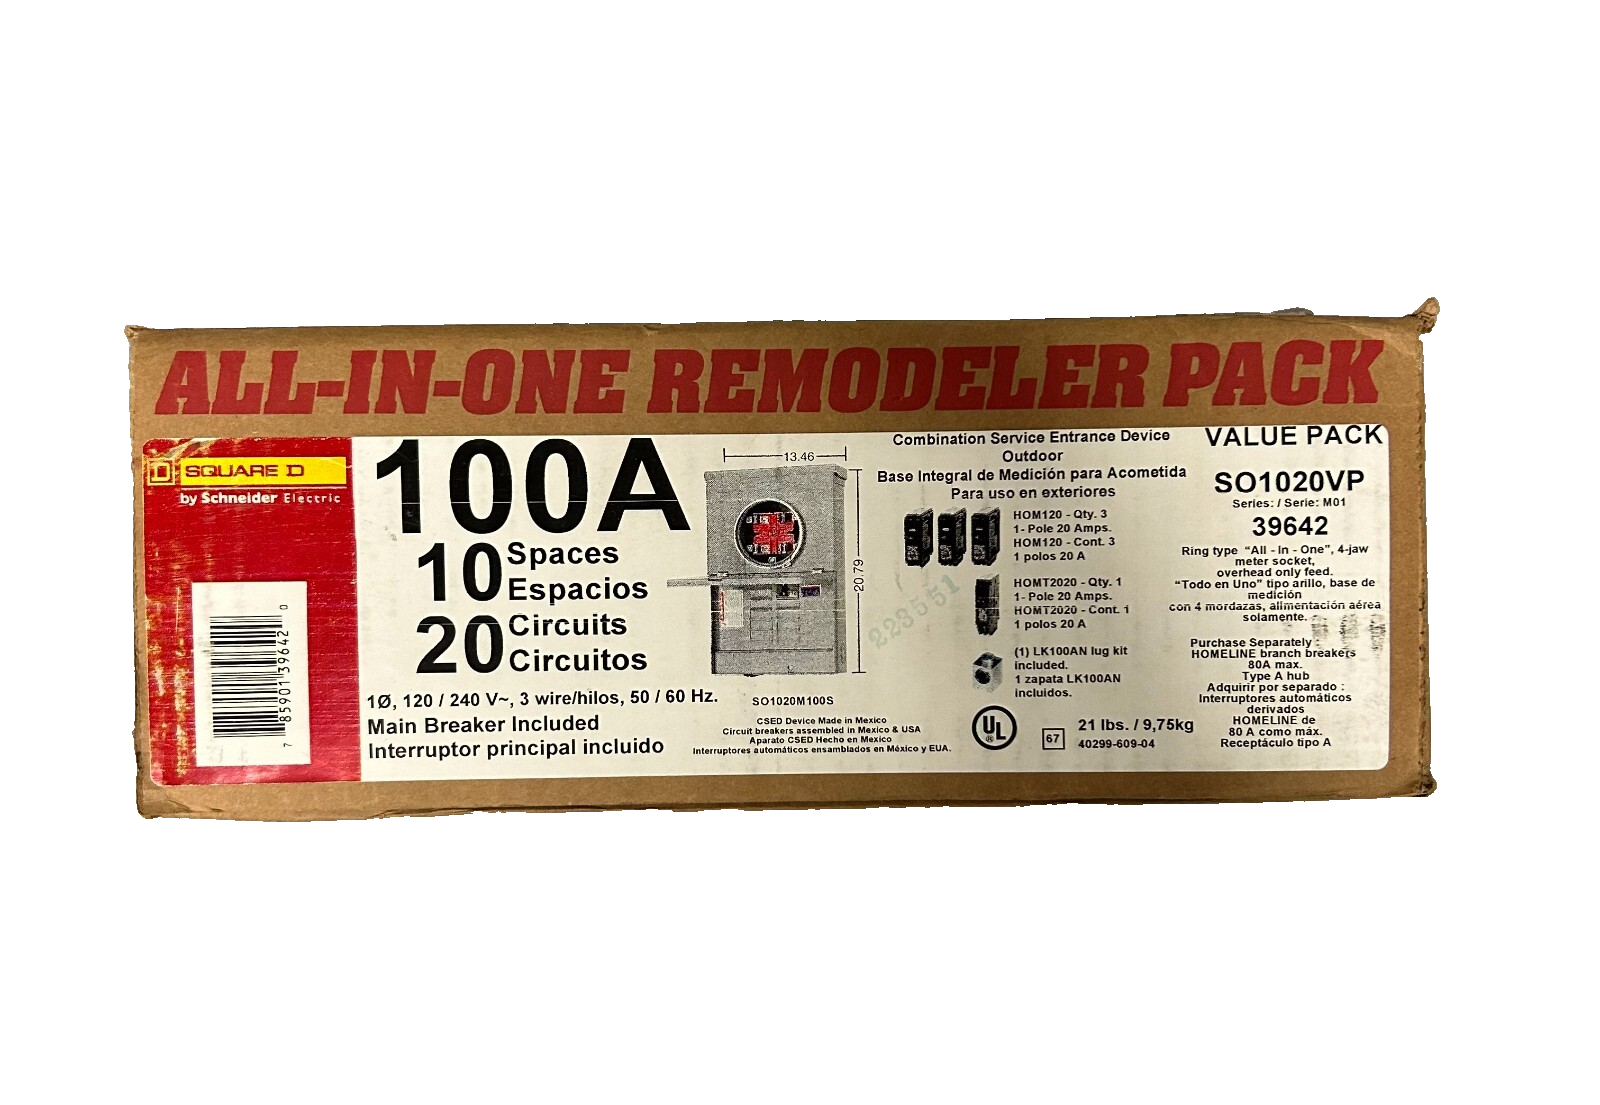 ALL-IN-ONE REMODELER PACK
SQUARE D
by Schneider Electric
7 85901 39642 0
100A
10 Spaces
Espacios
20 Circuits
Circuitos
1Ø, 120 / 240 V~, 3 wire/hilos, 50 / 60 Hz.
Main Breaker Included
Interruptor principal incluido
13.46
20.79
SO1020M100S
CSED Device Made in Mexico
Circuit breakers assembled in Mexico & USA
Aparato CSED Hecho en Mexico
Interruptores automáticos ensamblados en México y EUA.
Combination Service Entrance Device
Outdoor
Base Integral de Medición para Acometida
Para uso en exteriores
HOM120 - Qty. 3
1- Pole 20 Amps.
HOM120 - Cont. 3
1 polos 20 A
HOMT2020 - Qty. 1
1- Pole 20 Amps.
HOMT2020 - Cont. 1
1 polos 20 A
223551
(1) LK100AN lug kit
included.
1 zapata LK100AN
incluidos.
UL
®
67
21 lbs. / 9,75kg
40299-609-04
VALUE PACK
SO1020VP
Series: / Serie: M01
39642
Ring type "All - In - One", 4-jaw
meter socket,
overhead only feed.
"Todo en Uno" tipo arillo, base de
medición
con 4 mordazas, alimentación aérea
solamente.
Purchase Separately :
HOMELINE branch breakers
80A max.
Type A hub
Adquirir por separado :
Interruptores automáticos
derivados
HOMELINE de
80 A como máx.
Receptáculo tipo A